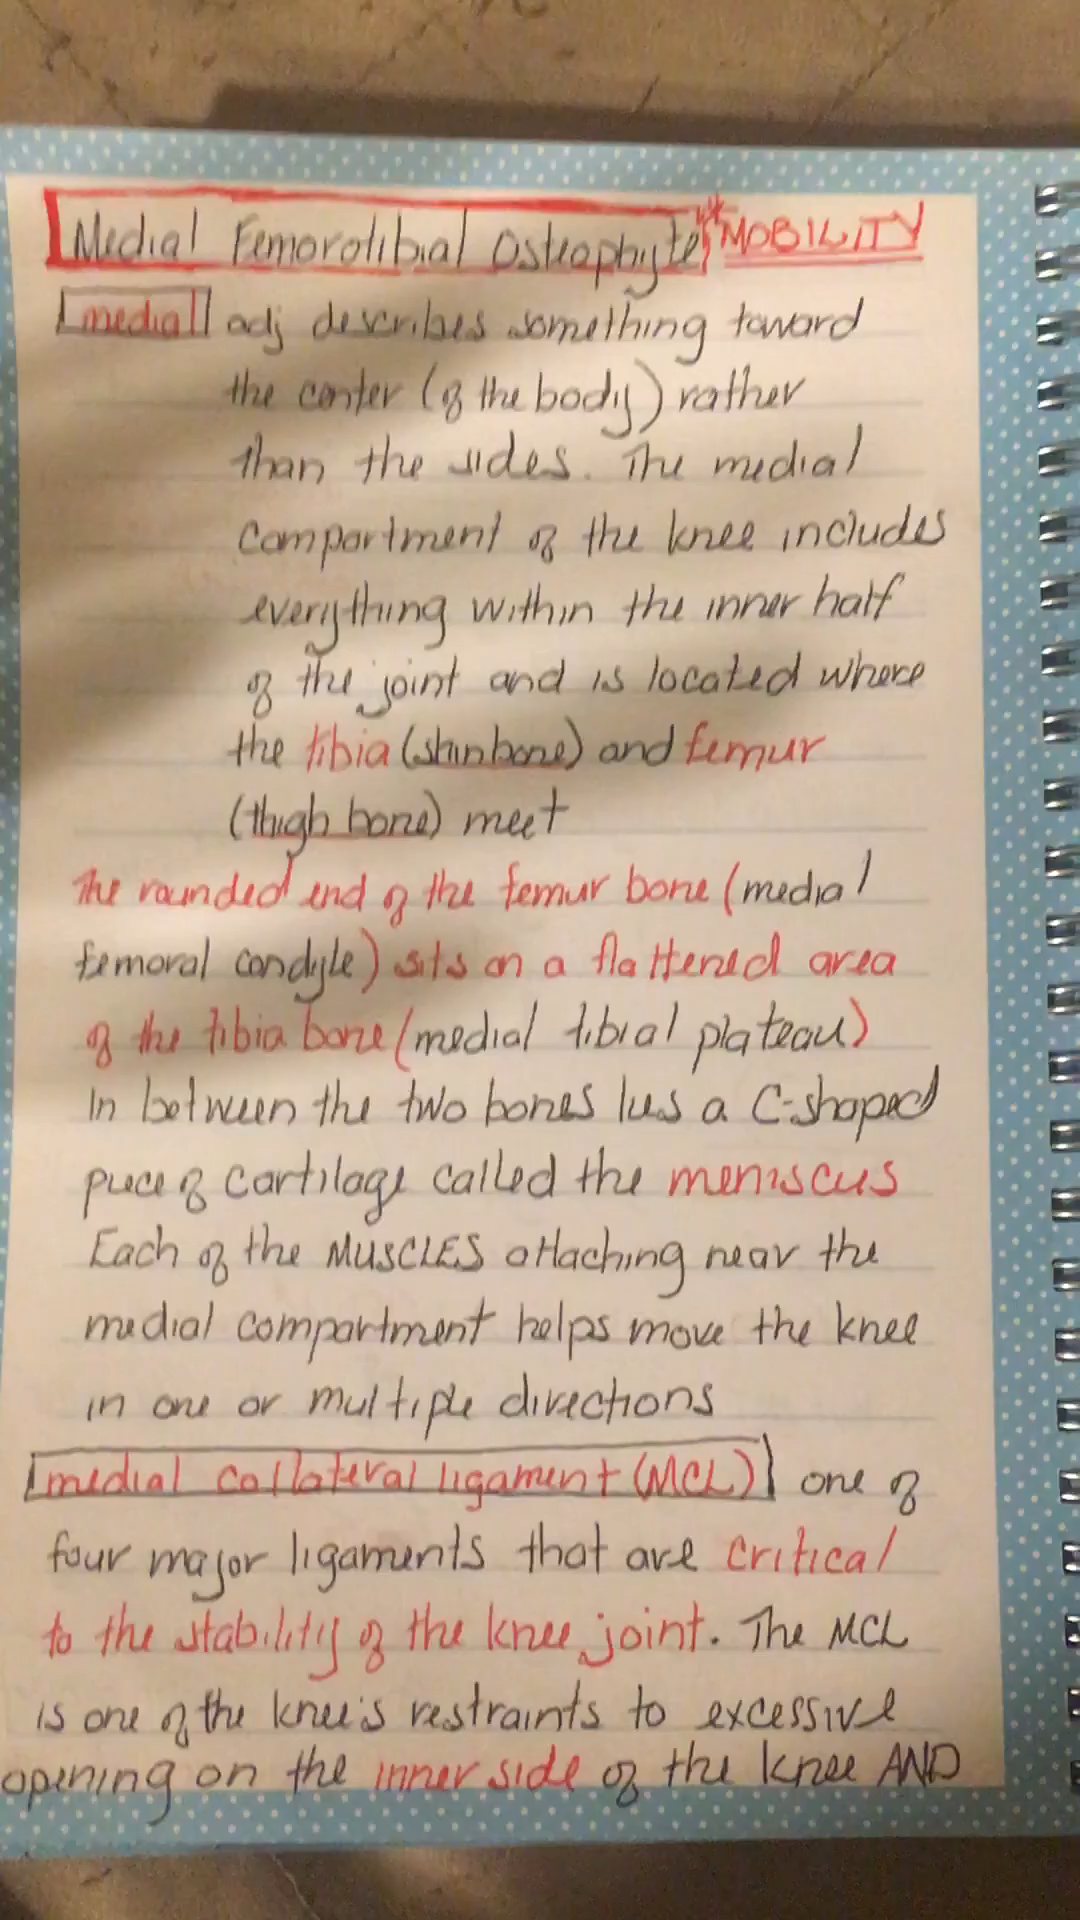 Medial Femorotibial Osteophytes ** MOBILITY
medial adj describes something toward
the center (of the body) rather
than the sides. The medial
compartment of the knee includes
everything within the inner half
of the joint and is located where
the tibia (shinbone) and femur
(thigh bone) meet
The rounded end of the femur bone (medial
femoral condyle) sits on a flattened area
of the tibia bone (medial tibial plateau)
In between the two bones lies a C-shaped
piece of cartilage called the meniscus
Each of the MUSCLES attaching near the
medial compartment helps move the knee
in one or multiple directions
medial collateral ligament (MCL) one of
four major ligaments that are critical
to the stability of the knee joint. The MCL
is one of the knee's restraints to excessive
opening on the inner side of the knee AND